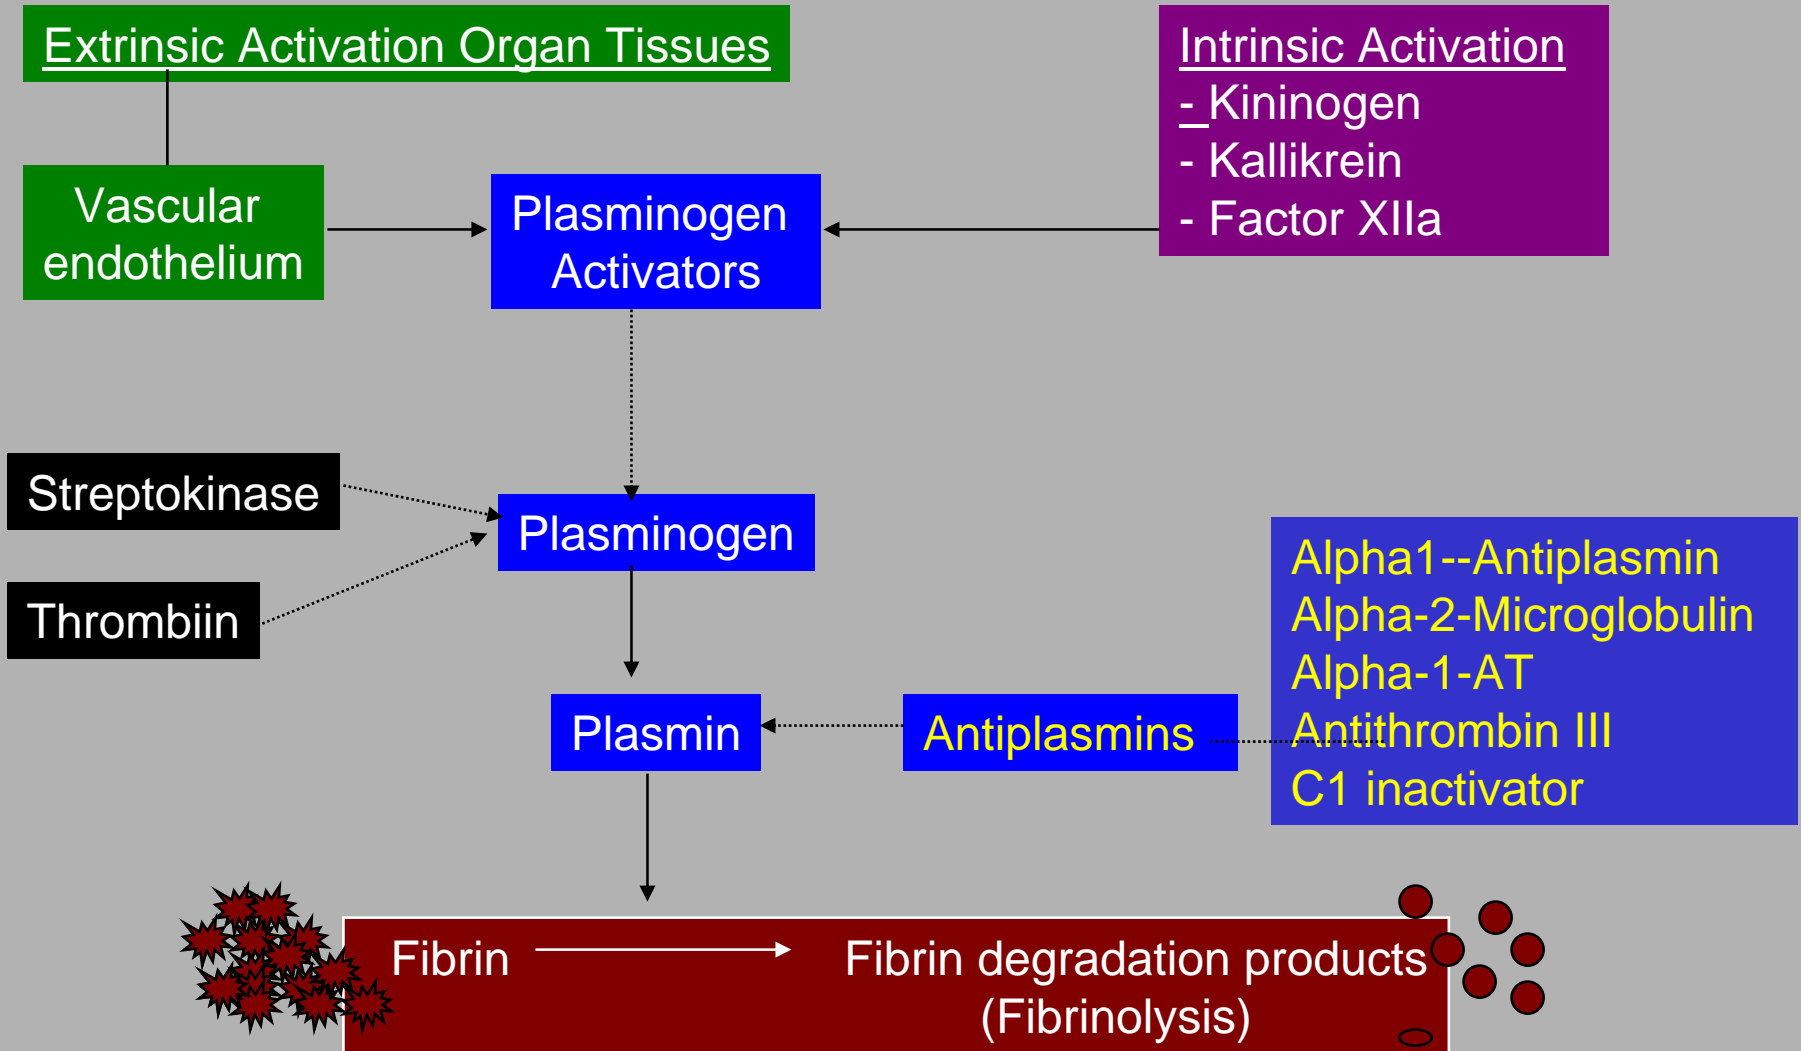 Extrinsic Activation Organ Tissues
Intrinsic Activation
- Kininogen
- Kallikrein
- Factor XIIa
Vascular
endothelium
Plasminogen
Activators
Streptokinase
Thrombiin
Plasminogen
Alpha1--Antiplasmin
Alpha-2-Microglobulin
Alpha-1-AT
Antithrombin III
C1 inactivator
Plasmin
Antiplasmins
Fibrin
Fibrin degradation products
(Fibrinolysis)